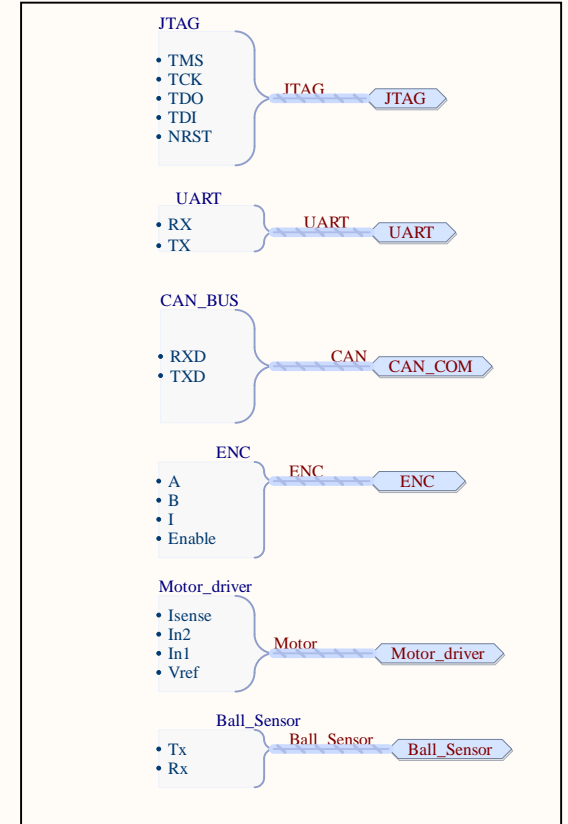 JTAG
TMS
TCK
TDO
TDI
NRST
JTAG
JTAG
UART
RX
TX
UART
UART
CAN_BUS
RXD
TXD
CAN
CAN_COM
ENC
A
B
I
Enable
ENC
ENC
Motor_driver
Isense
In2
In1
Vref
Motor
Motor_driver
Ball_Sensor
Tx
Rx
Ball_Sensor
Ball_Sensor